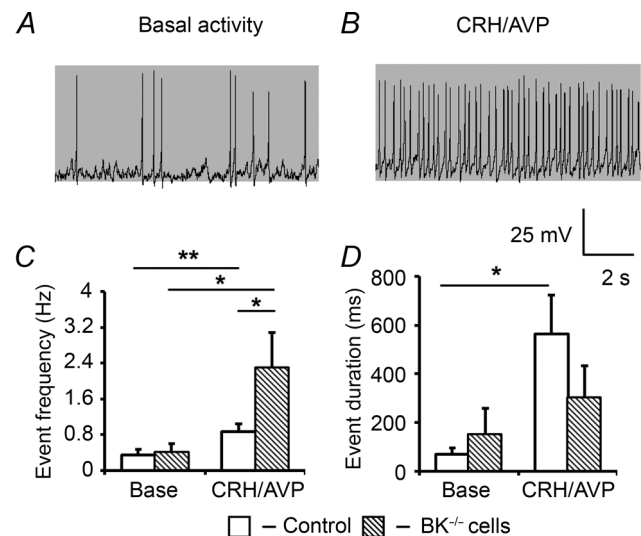 A Basal activity
B CRH/AVP
25 mV
2 s
C
**
*
*
Event frequency (Hz)
4
3.2
2.4
1.6
0.8
0
Base CRH/AVP
D
*
Event duration (ms)
800
600
400
200
0
Base CRH/AVP
– Control – BK-/- cells